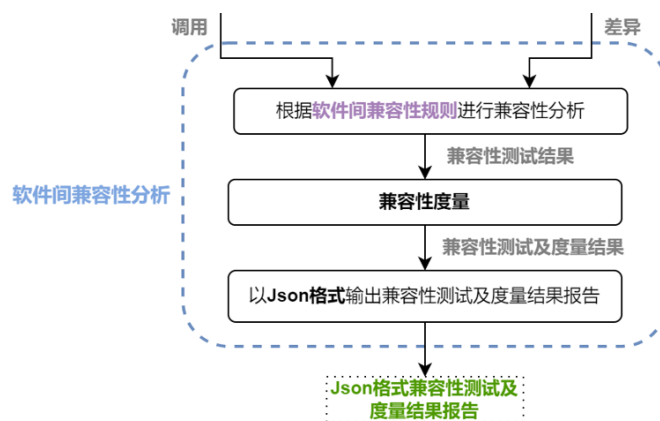 调用
差异
根据软件间兼容性规则进行兼容性分析
兼容性测试结果
软件间兼容性分析
兼容性度量
兼容性测试及度量结果
以Json格式输出兼容性测试及度量结果报告
Json格式兼容性测试及
度量结果报告